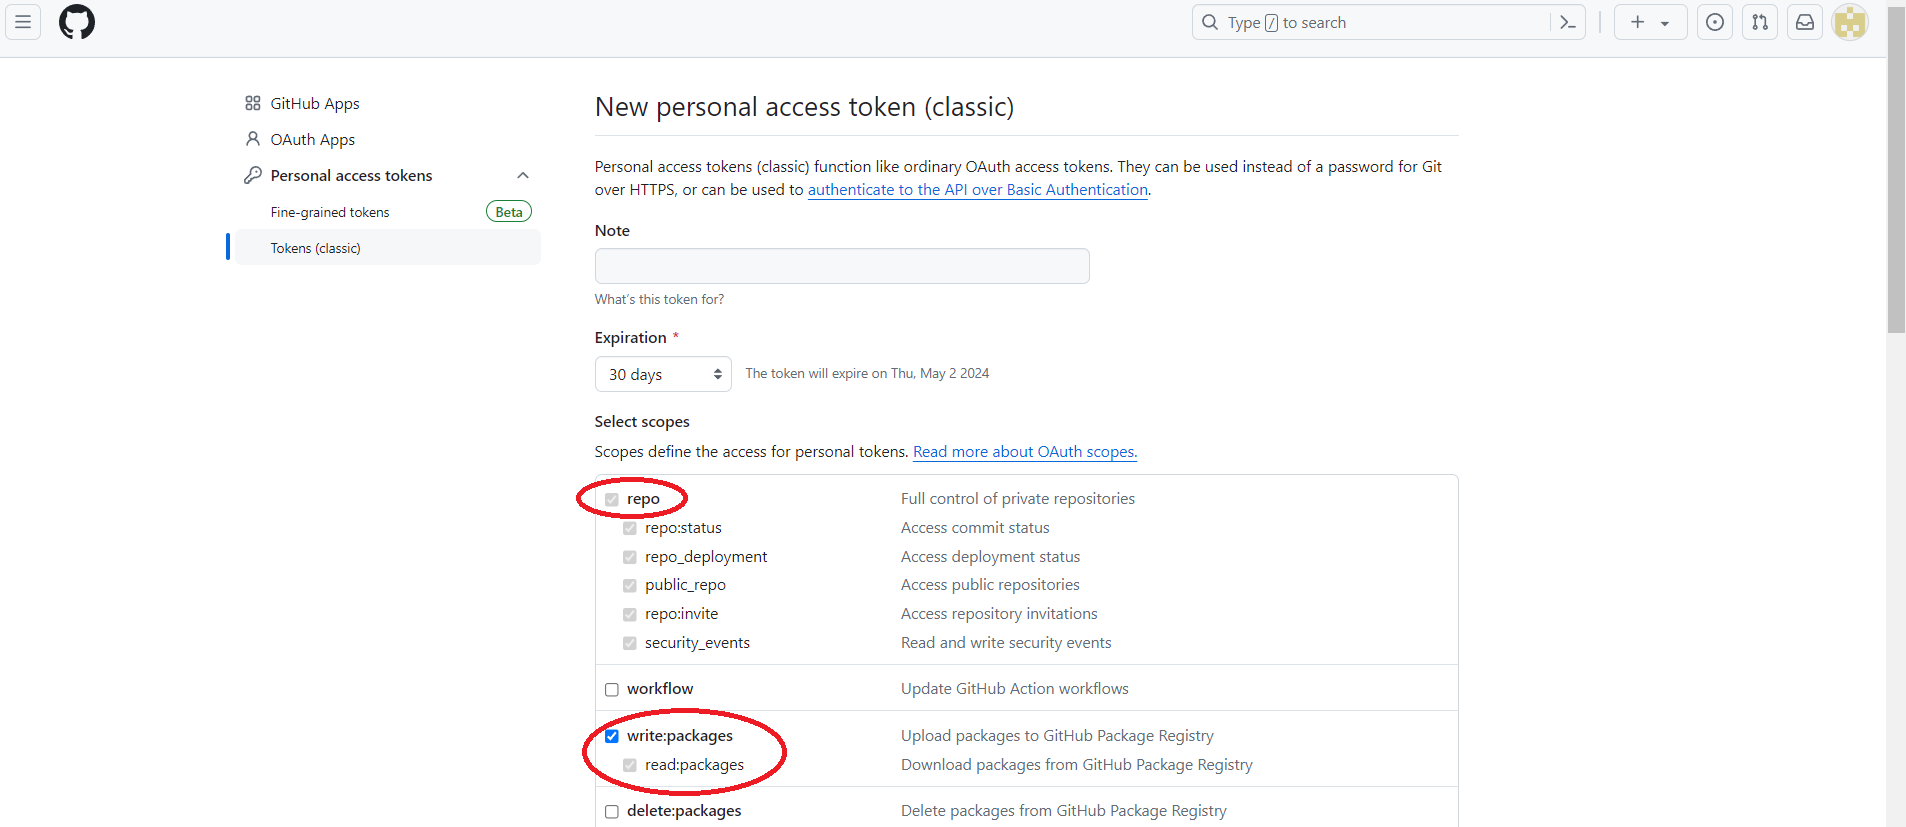 Type / to search
GitHub Apps
OAuth Apps
Personal access tokens
Fine-grained tokens Beta
Tokens (classic)
New personal access token (classic)
Personal access tokens (classic) function like ordinary OAuth access tokens. They can be used instead of a password for Git
over HTTPS, or can be used to authenticate to the API over Basic Authentication.
Note
What's this token for?
Expiration *
30 days The token will expire on Thu, May 2 2024
Select scopes
Scopes define the access for personal tokens. Read more about OAuth scopes.
repo Full control of private repositories
repo:status Access commit status
repo_deployment Access deployment status
public_repo Access public repositories
repo:invite Access repository invitations
security_events Read and write security events
workflow Update GitHub Action workflows
write:packages Upload packages to GitHub Package Registry
read:packages Download packages from GitHub Package Registry
delete:packages Delete packages from GitHub Package Registry